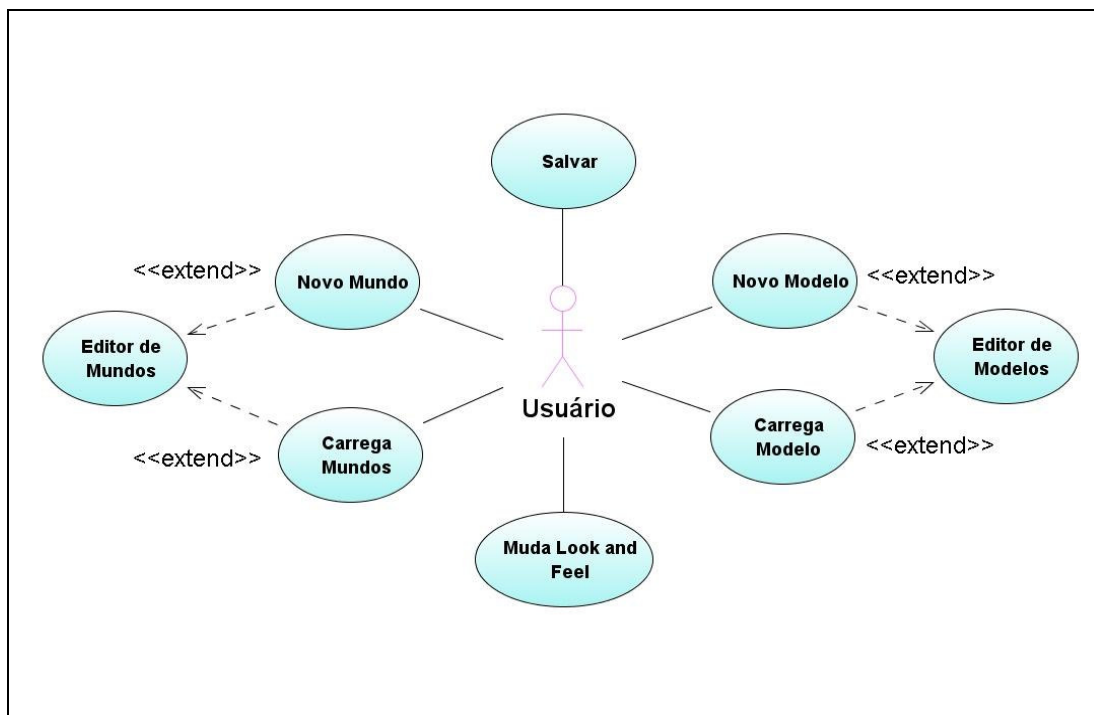 Salvar
<<extend>>
Novo Mundo
Novo Modelo
<<extend>>
Editor de
Mundos
Editor de
Modelos
Usuário
Carrega
Mundos
<<extend>>
Carrega
Modelo
<<extend>>
Muda Look and
Feel